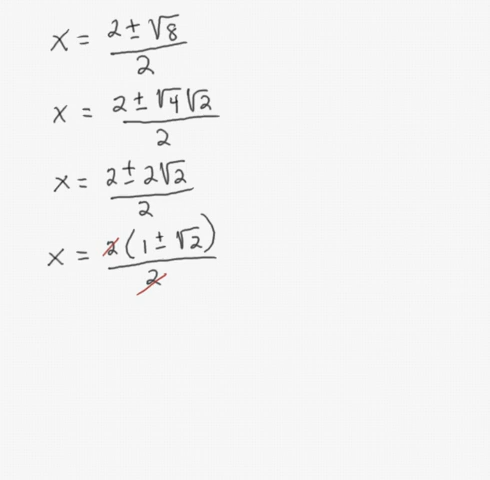 x = (2 ± √8)/2
x = (2 ± √4√2)/2
x = (2 ± 2√2)/2
x = 2(1 ± √2)/2